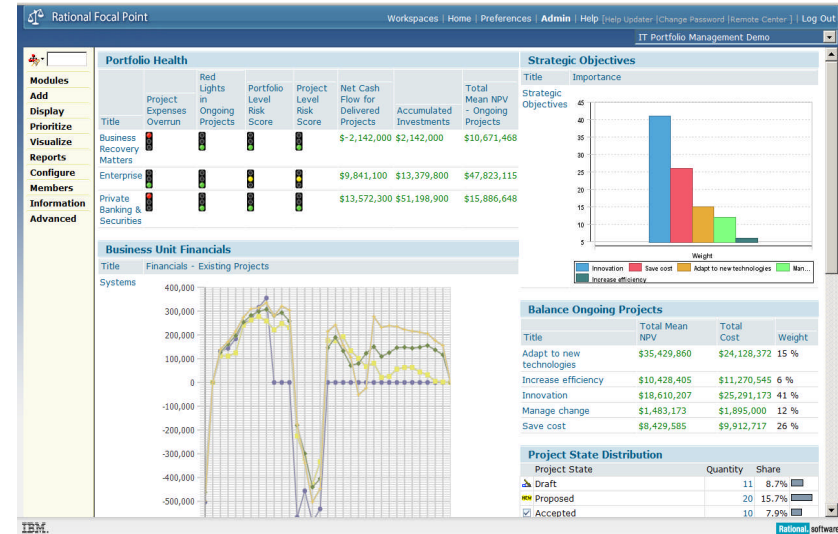 Rational Focal Point
Workspaces | Home | Preferences | Admin | Help [Help Updater |Change Password |Remote Center ] | Log Out
IT Portfolio Management Demo
Modules
Add
Display
Prioritize
Visualize
Reports
Configure
Members
Information
Advanced
Portfolio Health
Title
Project Expenses Overrun
Red Lights in Ongoing Projects
Portfolio Level Risk Score
Project Level Risk Score
Net Cash Flow for Delivered Projects
Accumulated Investments
Total Mean NPV - Ongoing Projects
Business Recovery Matters $-2,142,000 $2,142,000 $10,671,468
Enterprise $9,841,100 $13,379,800 $47,823,115
Private Banking & Securities $13,572,300 $51,198,900 $15,886,648
Business Unit Financials
Title Financials - Existing Projects
Systems
400,000
300,000
200,000
100,000
0
-100,000
-200,000
-300,000
-400,000
-500,000
Strategic Objectives
Title Importance
Strategic Objectives
45
40
35
30
25
20
15
10
5
Weight
Innovation Save cost Adapt to new technologies Man...
Increase efficiency
Balance Ongoing Projects
Title Total Mean NPV Total Cost Weight
Adapt to new technologies $35,429,860 $24,128,372 15 %
Increase efficiency $10,428,405 $11,270,545 6 %
Innovation $18,610,207 $25,291,173 41 %
Manage change $1,483,173 $1,895,000 12 %
Save cost $8,429,585 $9,912,717 26 %
Project State Distribution
Project State Quantity Share
Draft 11 8.7%
NEW Proposed 20 15.7%
Accepted 10 7.9%
IBM.
Rational. software